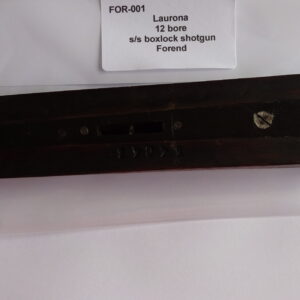 FOR-001
Laurona
12 bore
s/s boxlock shotgun
Forend